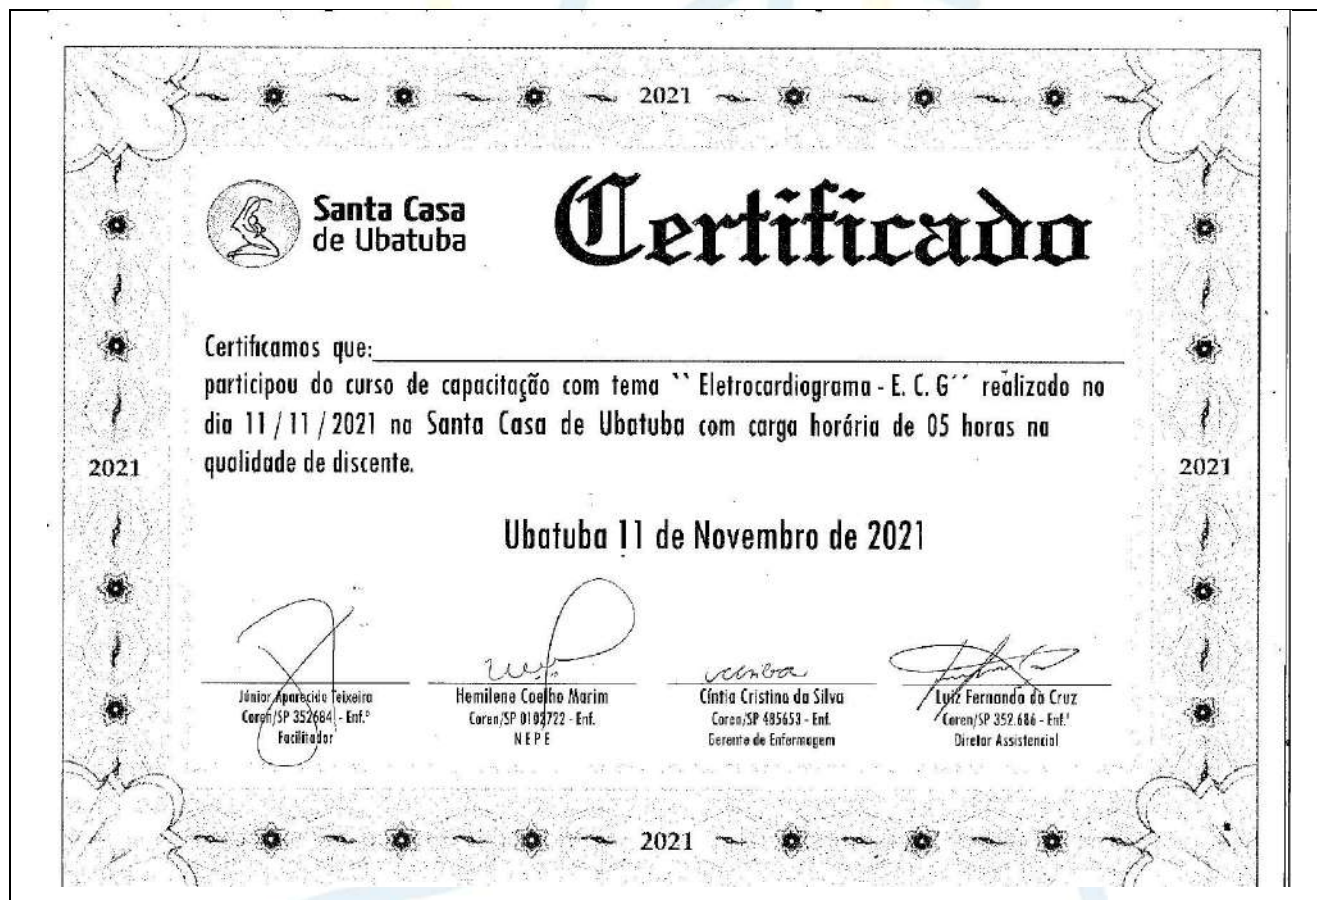 2021
Santa Casa
de Ubatuba
Certificado
Certificamos que:
participou do curso de capacitação com tema `` Eletrocardiograma - E. C. G´´ realizado no
dia 11 / 11 / 2021 na Santa Casa de Ubatuba com carga horária de 05 horas na
qualidade de discente.
2021
2021
Ubatuba 11 de Novembro de 2021
Júnior Aparecido Teixeira
Coren/SP 352684 - Enf.º
Facilitador
Hemilene Coelho Marim
Coren/SP 0102722 - Enf.
N E P E
Cíntia Cristina da Silva
Coren/SP 485653 - Enf.
Gerente de Enfermagem
Luiz Fernando da Cruz
Coren/SP 352.686 - Enf.º
Diretor Assistencial
2021